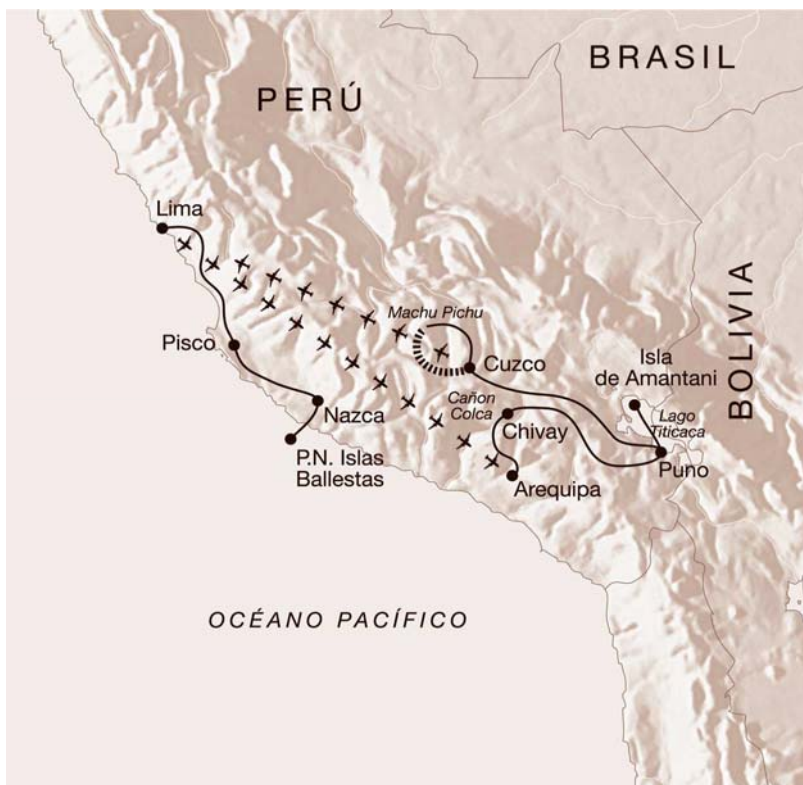 BRASIL
PERÚ
Lima
BOLIVIA
Machu Pichu
Pisco
Cuzco
Isla
de Amantani
Cañon
Colca
Nazca
Chivay
Lago
Titicaca
P.N. Islas
Ballestas
Puno
Arequipa
OCÉANO PACÍFICO